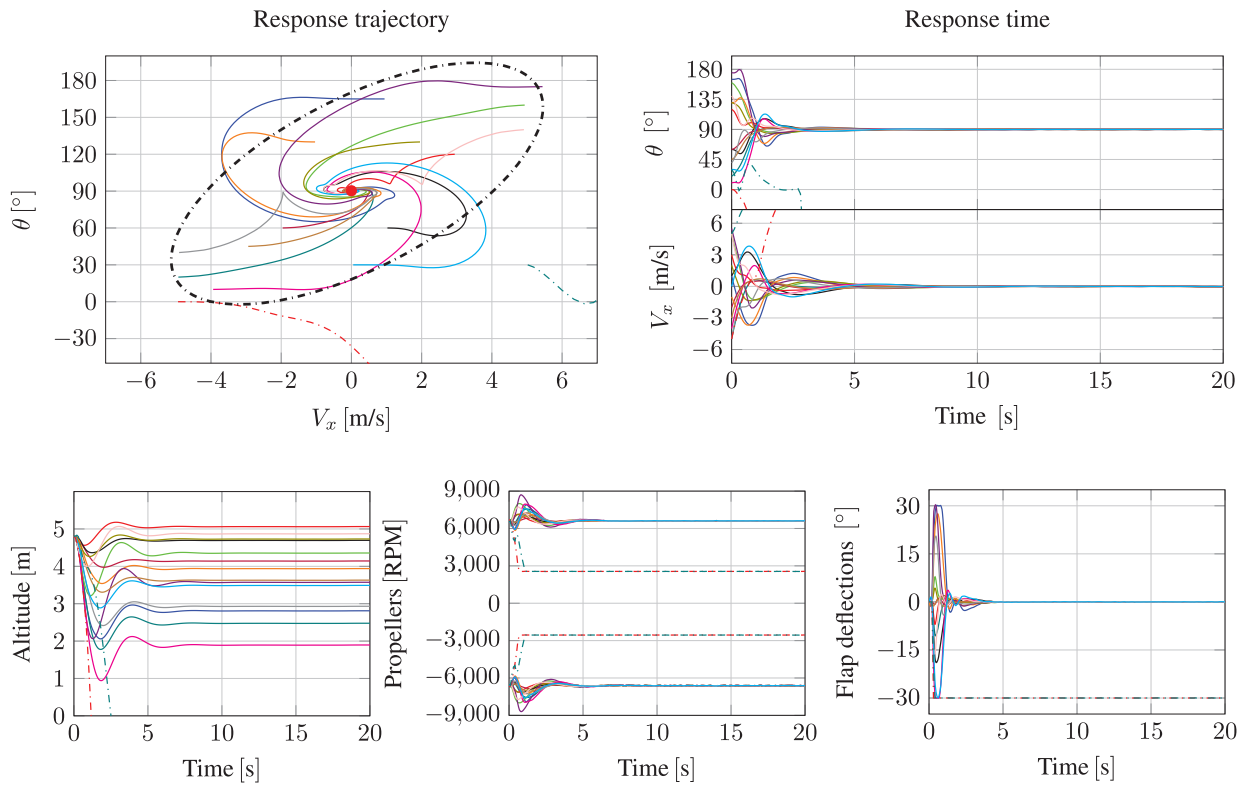 Response trajectory
180
150
120
90
60
30
0
−30
θ [°]
−6 −4 −2 0 2 4 6
V_x [m/s]
Response time
180
135
90
45
0
θ [°]
6
3
0
−3
−6
V_x [m/s]
0 5 10 15 20
Time [s]
5
4
3
2
1
0
Altitude [m]
0 5 10 15 20
Time [s]
9,000
6,000
3,000
0
−3,000
−6,000
−9,000
Propellers [RPM]
0 5 10 15 20
Time [s]
30
15
0
−15
−30
Flap deflections [°]
0 5 10 15 20
Time [s]